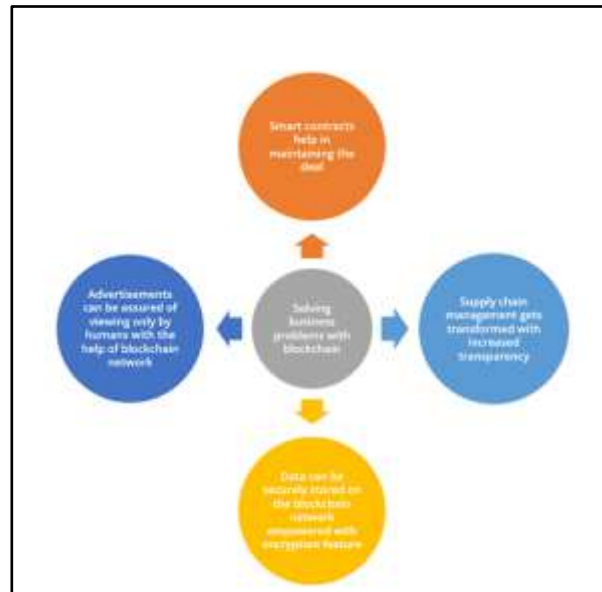 Smart contracts
help in
maintaining the
deal
Advertisements
can be assured of
viewing only by
humans with the
help of blockchain
network
Solving
business
problems with
blockchain
Supply chain
management gets
transformed with
increased
transparency
Data can be
securely stored on
the blockchain
network
empowered with
encryption feature